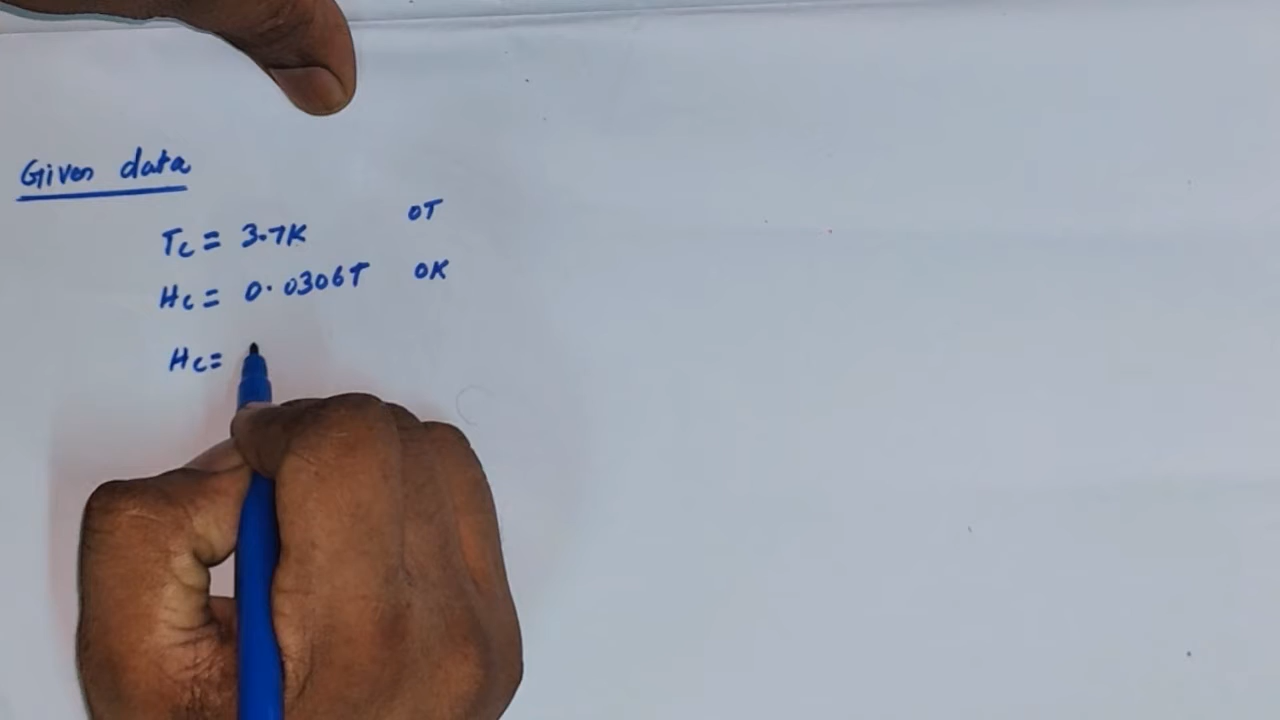 Given data
Tc = 3.7K 0T
Hc = 0.0306T 0K
Hc =